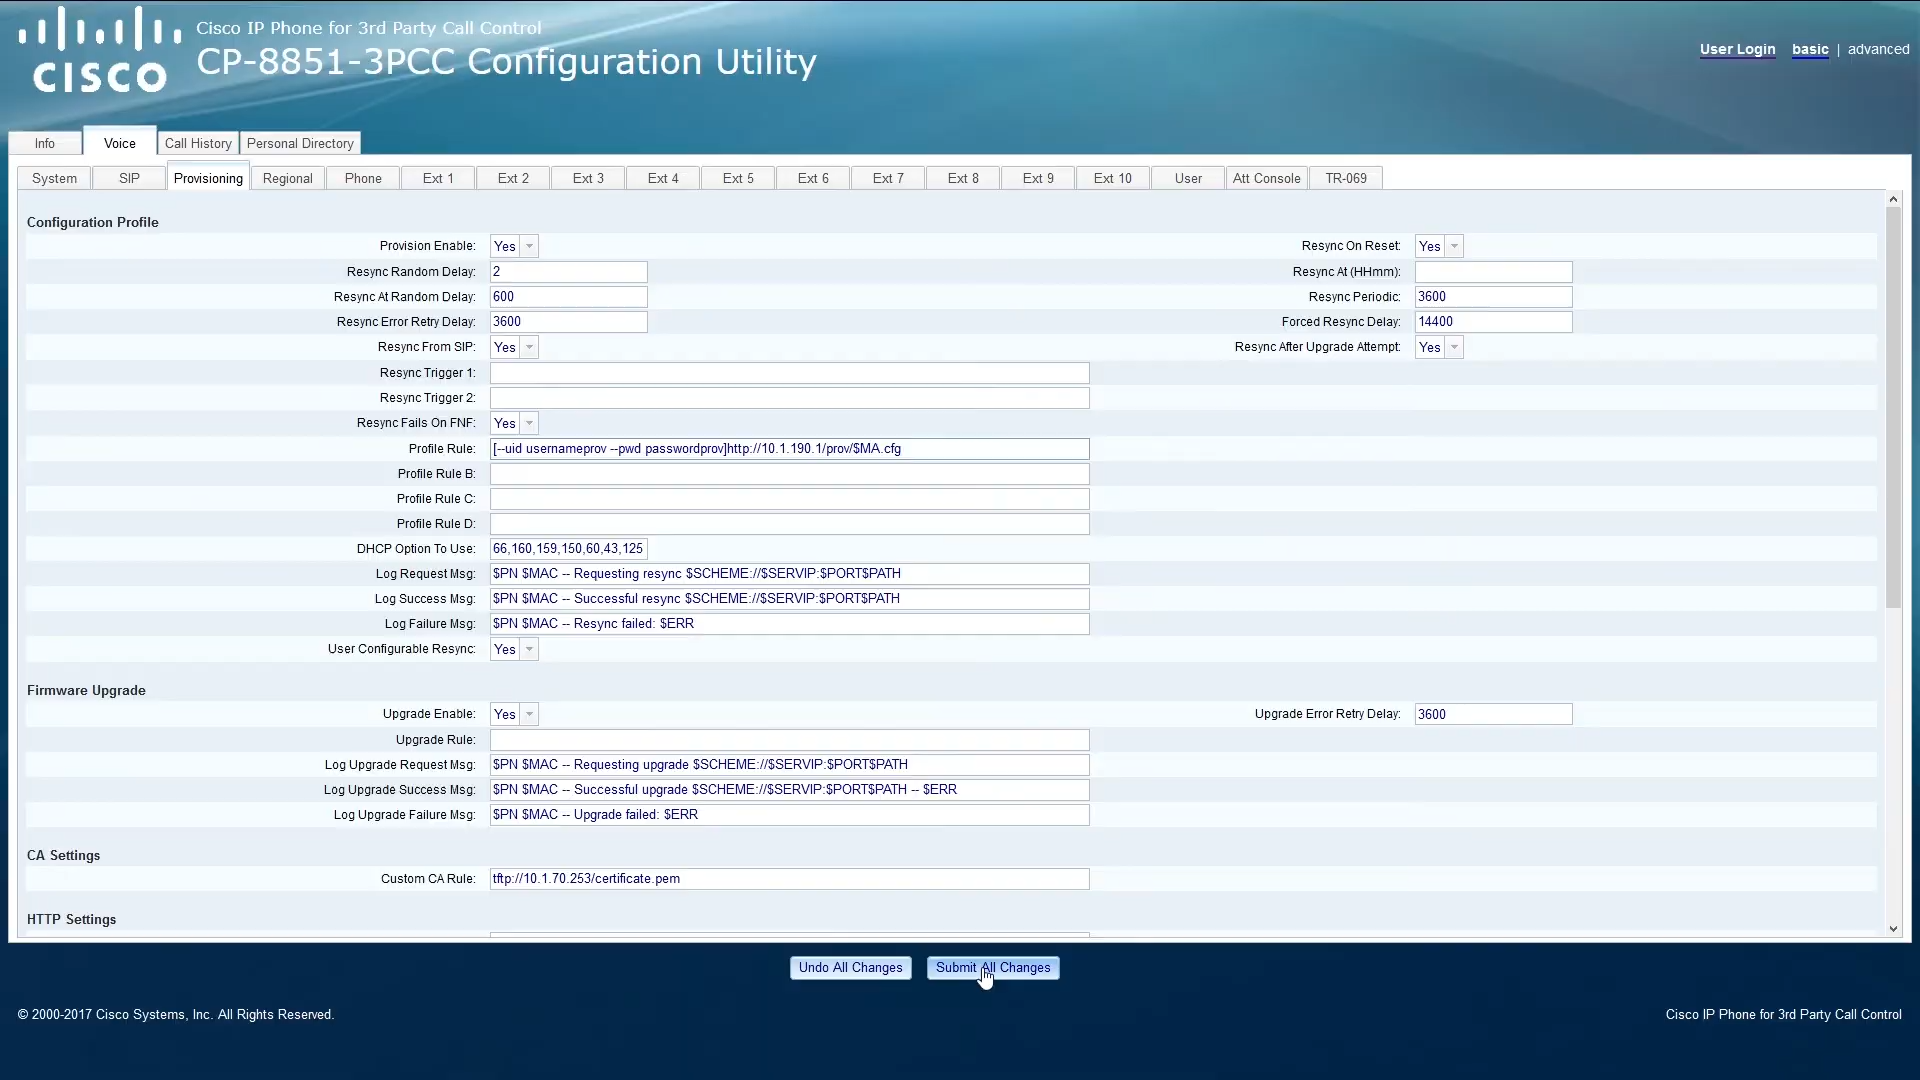 Cisco IP Phone for 3rd Party Call Control
CISCO
CP-8851-3PCC Configuration Utility
User Login basic | advanced
Info Voice Call History Personal Directory
System SIP Provisioning Regional Phone Ext 1 Ext 2 Ext 3 Ext 4 Ext 5 Ext 6 Ext 7 Ext 8 Ext 9 Ext 10 User Att Console TR-069
Configuration Profile
Provision Enable: Yes Resync On Reset: Yes
Resync Random Delay: 2 Resync At (HHmm):
Resync At Random Delay: 600 Resync Periodic: 3600
Resync Error Retry Delay: 3600 Forced Resync Delay: 14400
Resync From SIP: Yes Resync After Upgrade Attempt: Yes
Resync Trigger 1:
Resync Trigger 2:
Resync Fails On FNF: Yes
Profile Rule: [--uid usernameprov --pwd passwordprov]http://10.1.190.1/prov/$MA.cfg
Profile Rule B:
Profile Rule C:
Profile Rule D:
DHCP Option To Use: 66,160,159,150,60,43,125
Log Request Msg: $PN $MAC -- Requesting resync $SCHEME://$SERVIP:$PORT$PATH
Log Success Msg: $PN $MAC -- Successful resync $SCHEME://$SERVIP:$PORT$PATH
Log Failure Msg: $PN $MAC -- Resync failed: $ERR
User Configurable Resync: Yes
Firmware Upgrade
Upgrade Enable: Yes Upgrade Error Retry Delay: 3600
Upgrade Rule:
Log Upgrade Request Msg: $PN $MAC -- Requesting upgrade $SCHEME://$SERVIP:$PORT$PATH
Log Upgrade Success Msg: $PN $MAC -- Successful upgrade $SCHEME://$SERVIP:$PORT$PATH -- $ERR
Log Upgrade Failure Msg: $PN $MAC -- Upgrade failed: $ERR
CA Settings
Custom CA Rule: tftp://10.1.70.253/certificate.pem
HTTP Settings
Undo All Changes Submit All Changes
© 2000-2017 Cisco Systems, Inc. All Rights Reserved. Cisco IP Phone for 3rd Party Call Control